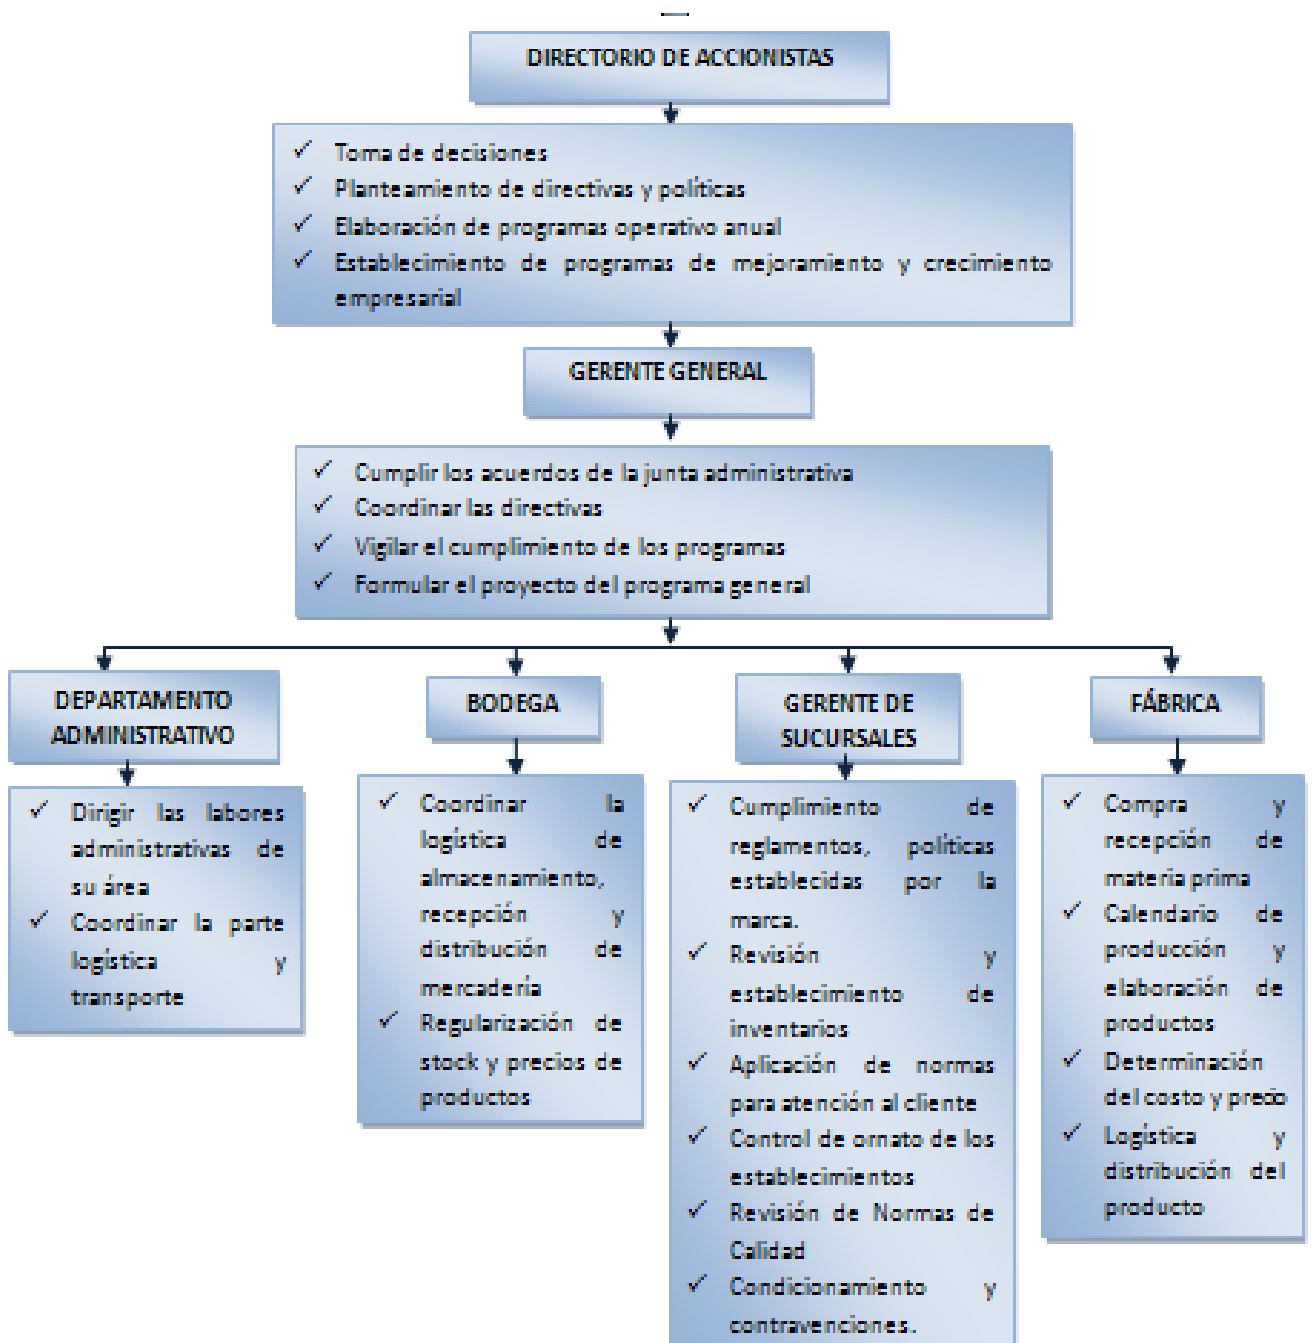 DIRECTORIO DE ACCIONISTAS
✓ Toma de decisiones
✓ Planteamiento de directivas y políticas
✓ Elaboración de programas operativo anual
✓ Establecimiento de programas de mejoramiento y crecimiento
empresarial
GERENTE GENERAL
✓ Cumplir los acuerdos de la junta administrativa
✓ Coordinar las directivas
✓ Vigilar el cumplimiento de los programas
✓ Formular el proyecto del programa general
DEPARTAMENTO
ADMINISTRATIVO
✓ Dirigir las labores
administrativas de
su área
✓ Coordinar la parte
logística y
transporte
BODEGA
✓ Coordinar la
logística de
almacenamiento,
recepción y
distribución de
mercadería
✓ Regularización de
stock y precios de
productos
GERENTE DE
SUCURSALES
✓ Cumplimiento de
reglamentos, políticas
establecidas por la
marca.
✓ Revisión y
establecimiento de
inventarios
✓ Aplicación de normas
para atención al cliente
✓ Control de ornato de los
establecimientos
✓ Revisión de Normas de
Calidad
✓ Condicionamiento y
contravenciones.
FÁBRICA
✓ Compra y
recepción de
materia prima
✓ Calendario de
producción y
elaboración de
productos
✓ Determinación
del costo y precio
✓ Logística y
distribución del
producto